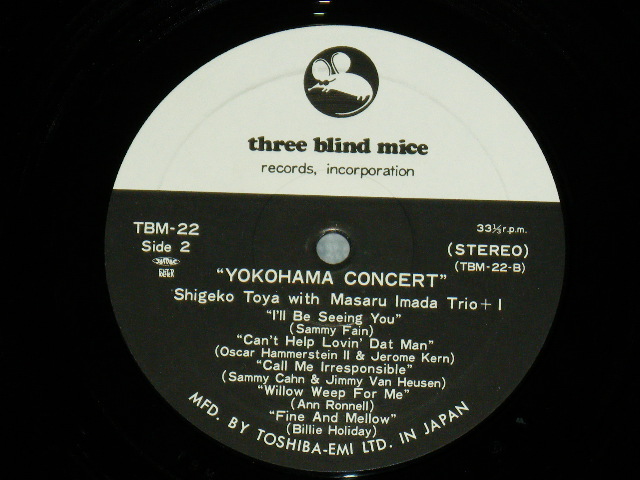 three blind mice
records, incorporation
TBM-22
Side 2
33⅓r.p.m.
(STEREO)
(TBM-22-B)
"YOKOHAMA CONCERT"
Shigeko Toya with Masaru Imada Trio+1
"I'll Be Seeing You"
(Sammy Fain)
"Can't Help Lovin' Dat Man"
(Oscar Hammerstein II & Jerome Kern)
"Call Me Irresponsible"
(Sammy Cahn & Jimmy Van Heusen)
"Willow Weep For Me"
(Ann Ronnell)
"Fine And Mellow"
(Billie Holiday)
MFD. BY TOSHIBA-EMI LTD. IN JAPAN